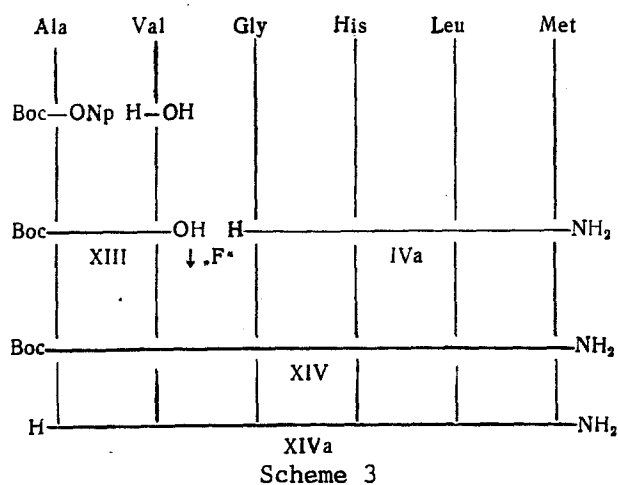 Ala Val Gly His Leu Met
Boc ONp H OH
Boc OH H NH₂
XIII ↓ „F“ IVa
Boc NH₂
XIV
H NH₂
XIVa
Scheme 3